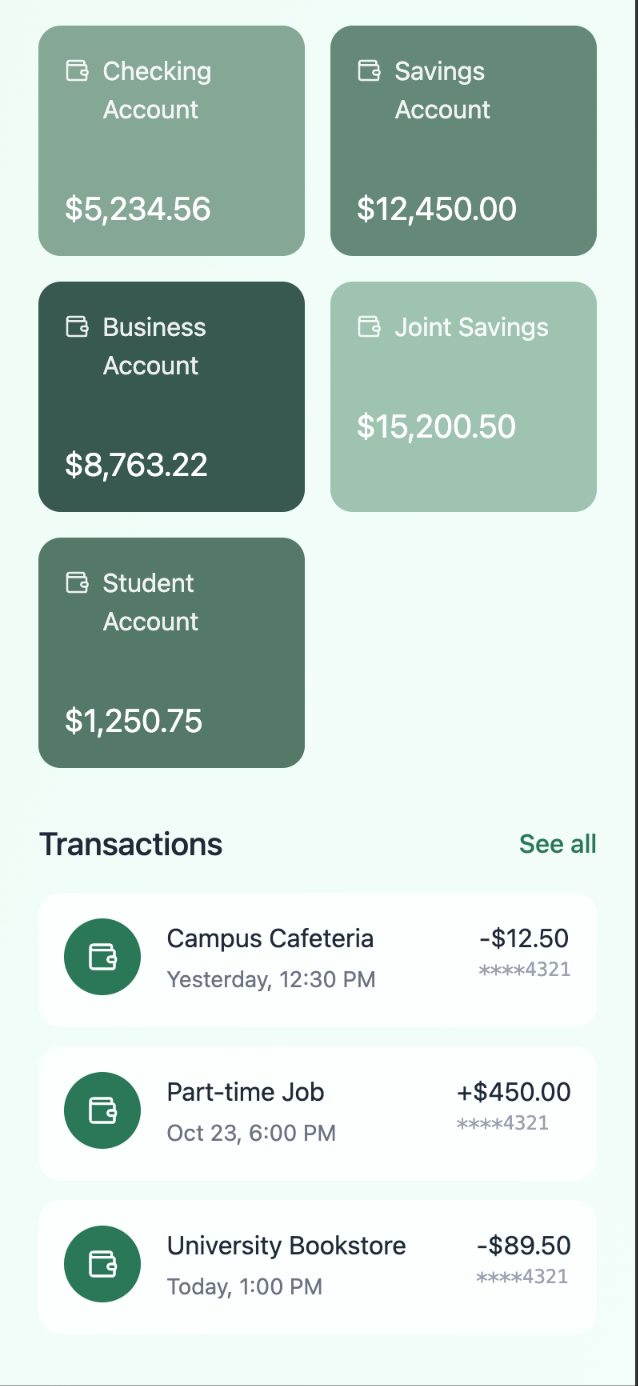 Checking
Account
$5,234.56
Savings
Account
$12,450.00
Business
Account
$8,763.22
Joint Savings
$15,200.50
Student
Account
$1,250.75
Transactions
See all
Campus Cafeteria
-$12.50
Yesterday, 12:30 PM
****4321
Part-time Job
+$450.00
Oct 23, 6:00 PM
****4321
University Bookstore
-$89.50
Today, 1:00 PM
****4321